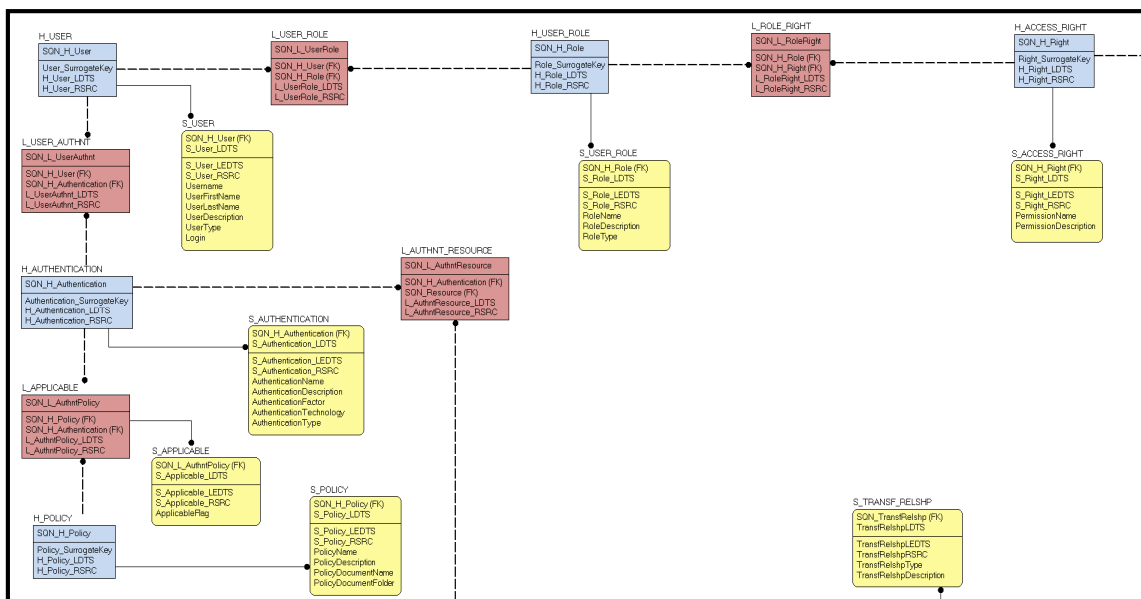 H_USER
SQN_H_User
User_SurrogateKey
H_User_LDTS
H_User_RSRC
L_USER_ROLE
SQN_L_UserRole
H_User (FK)
SQN_H_Role (FK)
L_UserRole_LDTS
L_UserRole_RSRC
H_USER_ROLE
SQN_H_Role
Role_SurrogateKey
H_Role_LDTS
H_Role_RSRC
L_ROLE_RIGHT
SQN_L_RoleRight
SQN_H_Role (FK)
SQN_H_Right (FK)
L_RoleRight_LDTS
L_RoleRight_RSRC
H_ACCESS_RIGHT
SQN_H_Right
Right_SurrogateKey
H_Right_LDTS
H_Right_RSRC
S_USER
SQN_H_User (FK)
S_User_LDTS
S_User_LEDTS
S_User_RSRC
Username
UserFirstName
UserLastName
UserDescription
UserType
Login
L_USER_AUTHNT
SQN_L_UserAuthnt
SQN_H_User (FK)
SQN_H_Authentication (FK)
L_UserAuthnt_LDTS
L_UserAuthnt_RSRC
S_USER_ROLE
SQN_H_Role (FK)
S_Role_LDTS
S_Role_LEDTS
S_Role_RSRC
RoleName
RoleDescription
RoleType
S_ACCESS_RIGHT
SQN_H_Right (FK)
S_Right_LDTS
S_Right_LEDTS
S_Right_RSRC
PermissionName
PermissionDescription
H_AUTHENTICATION
SQN_H_Authentication
Authentication_SurrogateKey
H_Authentication_LDTS
H_Authentication_RSRC
L_AUTHNT_RESOURCE
SQN_L_AuthntResource
SQN_H_Authentication (FK)
SQN_Resource (FK)
L_AuthntResource_LDTS
L_AuthntResource_RSRC
S_AUTHENTICATION
SQN_H_Authentication (FK)
S_Authentication_LDTS
S_Authentication_LEDTS
S_Authentication_RSRC
AuthenticationName
AuthenticationDescription
AuthenticationFactor
AuthenticationTechnology
AuthenticationType
L_APPLICABLE
SQN_L_AuthntPolicy
SQN_H_Policy (FK)
SQN_H_Authentication (FK)
L_AuthntPolicy_LDTS
L_AuthntPolicy_RSRC
S_APPLICABLE
SQN_L_AuthntPolicy (FK)
S_Applicable_LDTS
S_Applicable_LEDTS
S_Applicable_RSRC
ApplicableFlag
H_POLICY
SQN_H_Policy
Policy_SurrogateKey
H_Policy_LDTS
H_Policy_RSRC
S_POLICY
SQN_H_Policy (FK)
S_Policy_LDTS
S_Policy_LEDTS
S_Policy_RSRC
PolicyName
PolicyDescription
PolicyDocumentName
PolicyDocumentFolder
S_TRANSF_RELSHP
SQN_TransfRelshp (FK)
TransfRelshpLDTS
TransfRelshpLEDTS
TransfRelshpRSRC
TransfRelshpType
TransfRelshpDescription